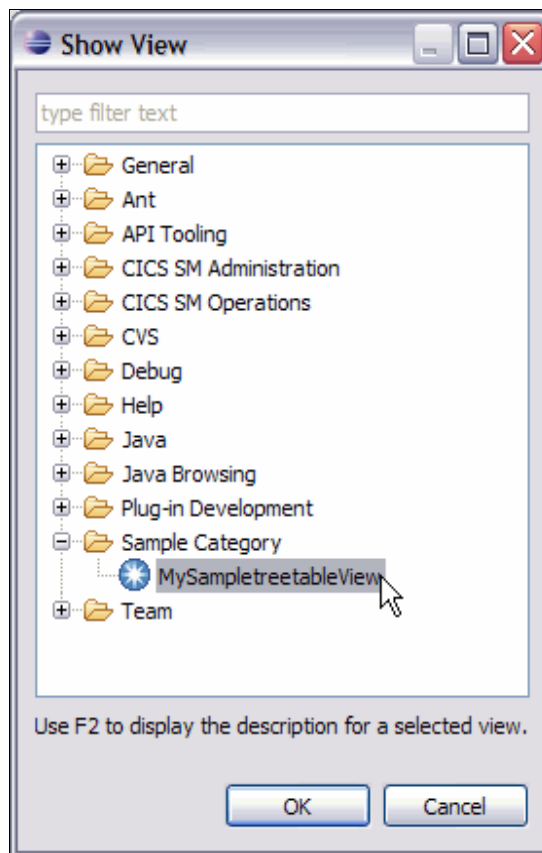 Show View
type filter text
General
Ant
API Tooling
CICS SM Administration
CICS SM Operations
CVS
Debug
Help
Java
Java Browsing
Plug-in Development
Sample Category
MySampletreetableView
Team
Use F2 to display the description for a selected view.
OK Cancel